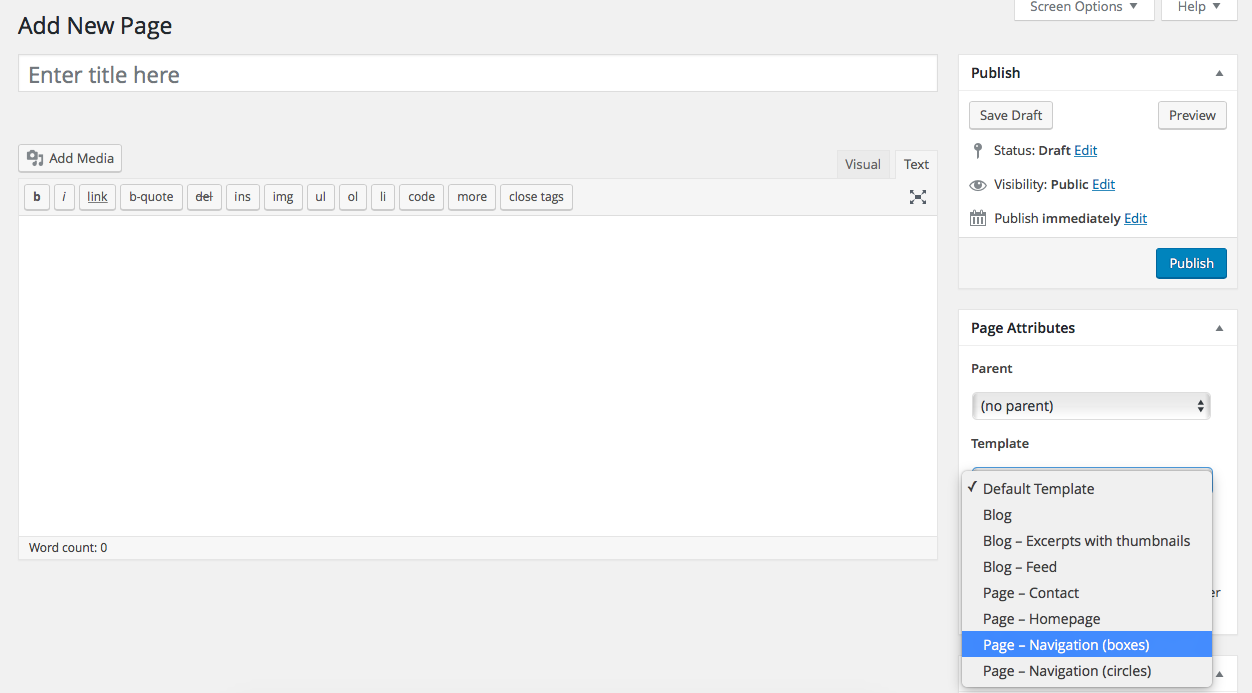 Screen Options ▼ Help ▼
Add New Page
Enter title here
Add Media
Visual Text
b i link b-quote del ins img ul ol li code more close tags
Word count: 0
Publish
Save Draft Preview
Status: Draft Edit
Visibility: Public Edit
Publish immediately Edit
Publish
Page Attributes
Parent
(no parent)
Template
✓ Default Template
Blog
Blog – Excerpts with thumbnails
Blog – Feed
Page – Contact
Page – Homepage
Page – Navigation (boxes)
Page – Navigation (circles)